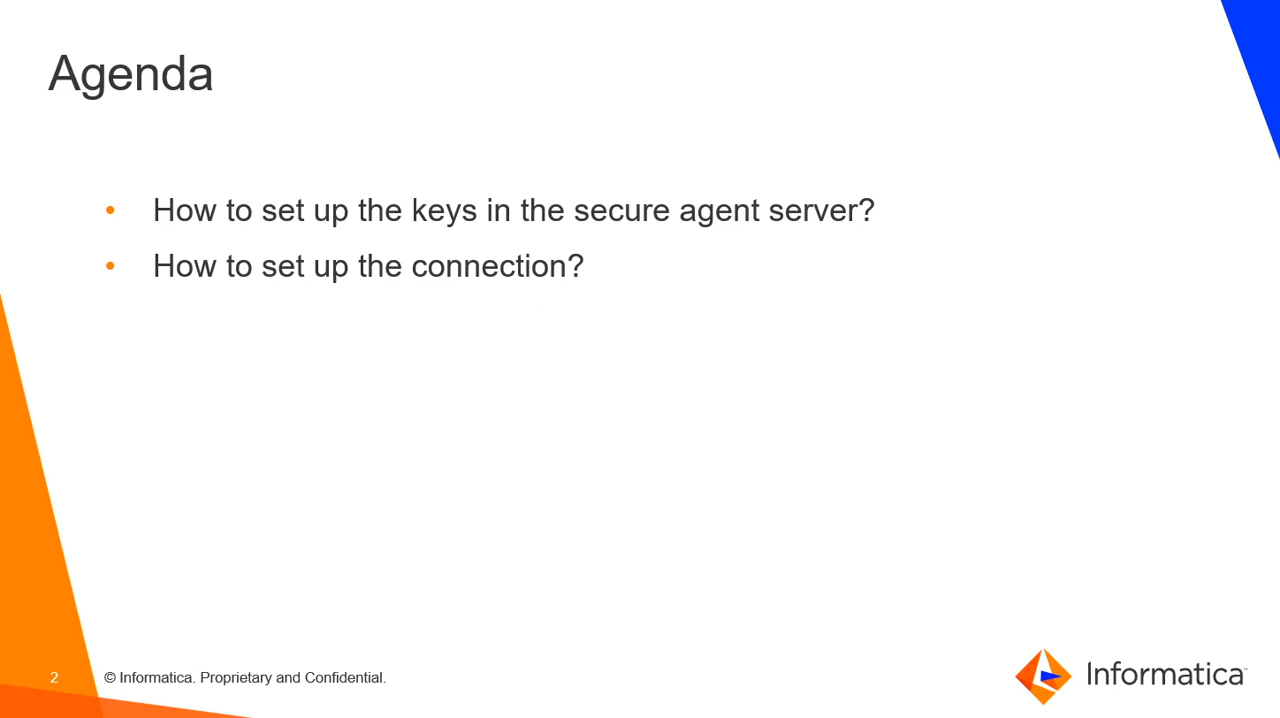 Agenda
• How to set up the keys in the secure agent server?
• How to set up the connection?
2 © Informatica. Proprietary and Confidential.
Informatica™